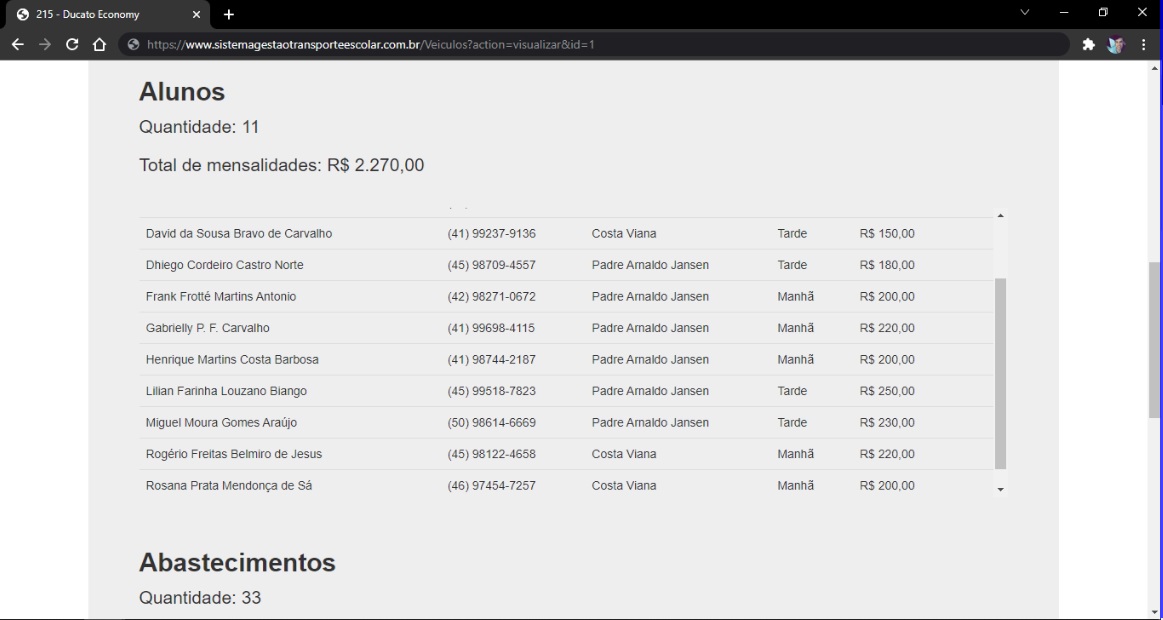 215 - Ducato Economy
https://www.sistemagestaotransporteescolar.com.br/Veiculos?action=visualizar&id=1
Alunos
Quantidade: 11
Total de mensalidades: R$ 2.270,00
David da Sousa Bravo de Carvalho (41) 99237-9136 Costa Viana Tarde R$ 150,00
Dhiego Cordeiro Castro Norte (45) 98709-4557 Padre Arnaldo Jansen Tarde R$ 180,00
Frank Frotté Martins Antonio (42) 98271-0672 Padre Arnaldo Jansen Manhã R$ 200,00
Gabrielly P. F. Carvalho (41) 99698-4115 Padre Arnaldo Jansen Manhã R$ 220,00
Henrique Martins Costa Barbosa (41) 98744-2187 Padre Arnaldo Jansen Manhã R$ 200,00
Lilian Farinha Louzano Biango (45) 99518-7823 Padre Arnaldo Jansen Tarde R$ 250,00
Miguel Moura Gomes Araújo (50) 98614-6669 Padre Arnaldo Jansen Tarde R$ 230,00
Rogério Freitas Belmiro de Jesus (45) 98122-4658 Costa Viana Manhã R$ 220,00
Rosana Prata Mendonça de Sá (46) 97454-7257 Costa Viana Manhã R$ 200,00
Abastecimentos
Quantidade: 33